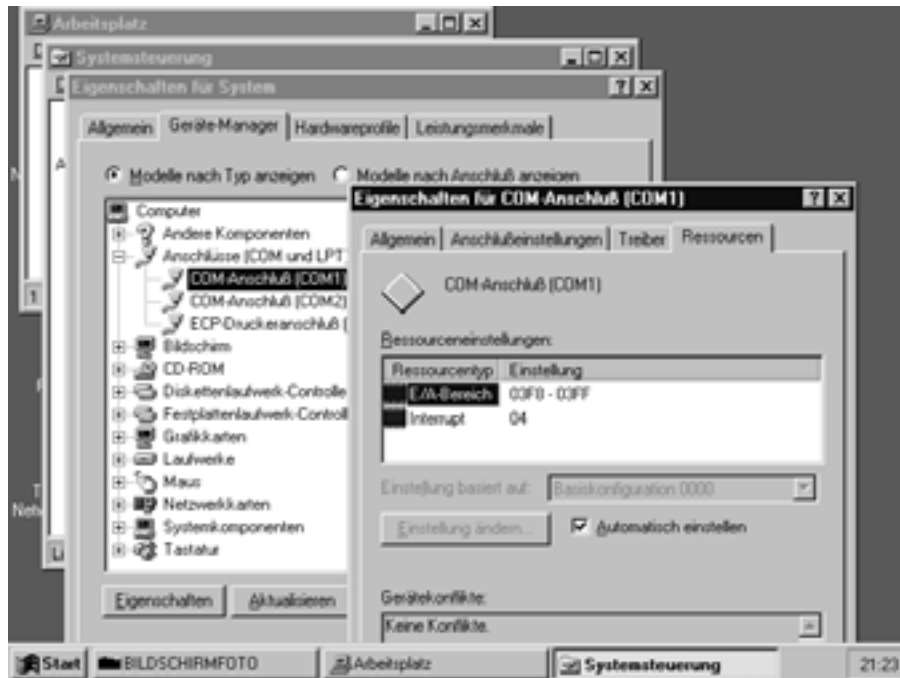 Arbeitsplatz
Systemsteuerung
Eigenschaften für System
Allgemein Geräte-Manager Hardwareprofile Leistungsmerkmale
Modelle nach Typ anzeigen Modelle nach Anschluß anzeigen
Computer
Andere Komponenten
Anschlüsse (COM und LPT
COM-Anschluß (COM1)
COM-Anschluß (COM2)
ECP-Druckeranschluß (
Bildschirm
CD-ROM
Diskettenlaufwerk-Controlle
Festplattenlaufwerk-Controll
Grafikkarten
Laufwerke
Maus
Netzwerkkarten
Systemkomponenten
Tastatur
Eigenschaften Aktualisieren
Eigenschaften für COM-Anschluß (COM1)
Allgemein Anschlußeinstellungen Treiber Ressourcen
COM-Anschluß (COM1)
Ressourceneinstellungen:
Ressourcentyp Einstellung
E/A-Bereich 03F8 - 03FF
Interrupt 04
Einstellung basiert auf: Basiskonfiguration 0000
Einstellung ändern... Automatisch einstellen
Gerätekonflikte:
Keine Konflikte.
Start BILDSCHIRMFOTO Arbeitsplatz Systemsteuerung 21:23